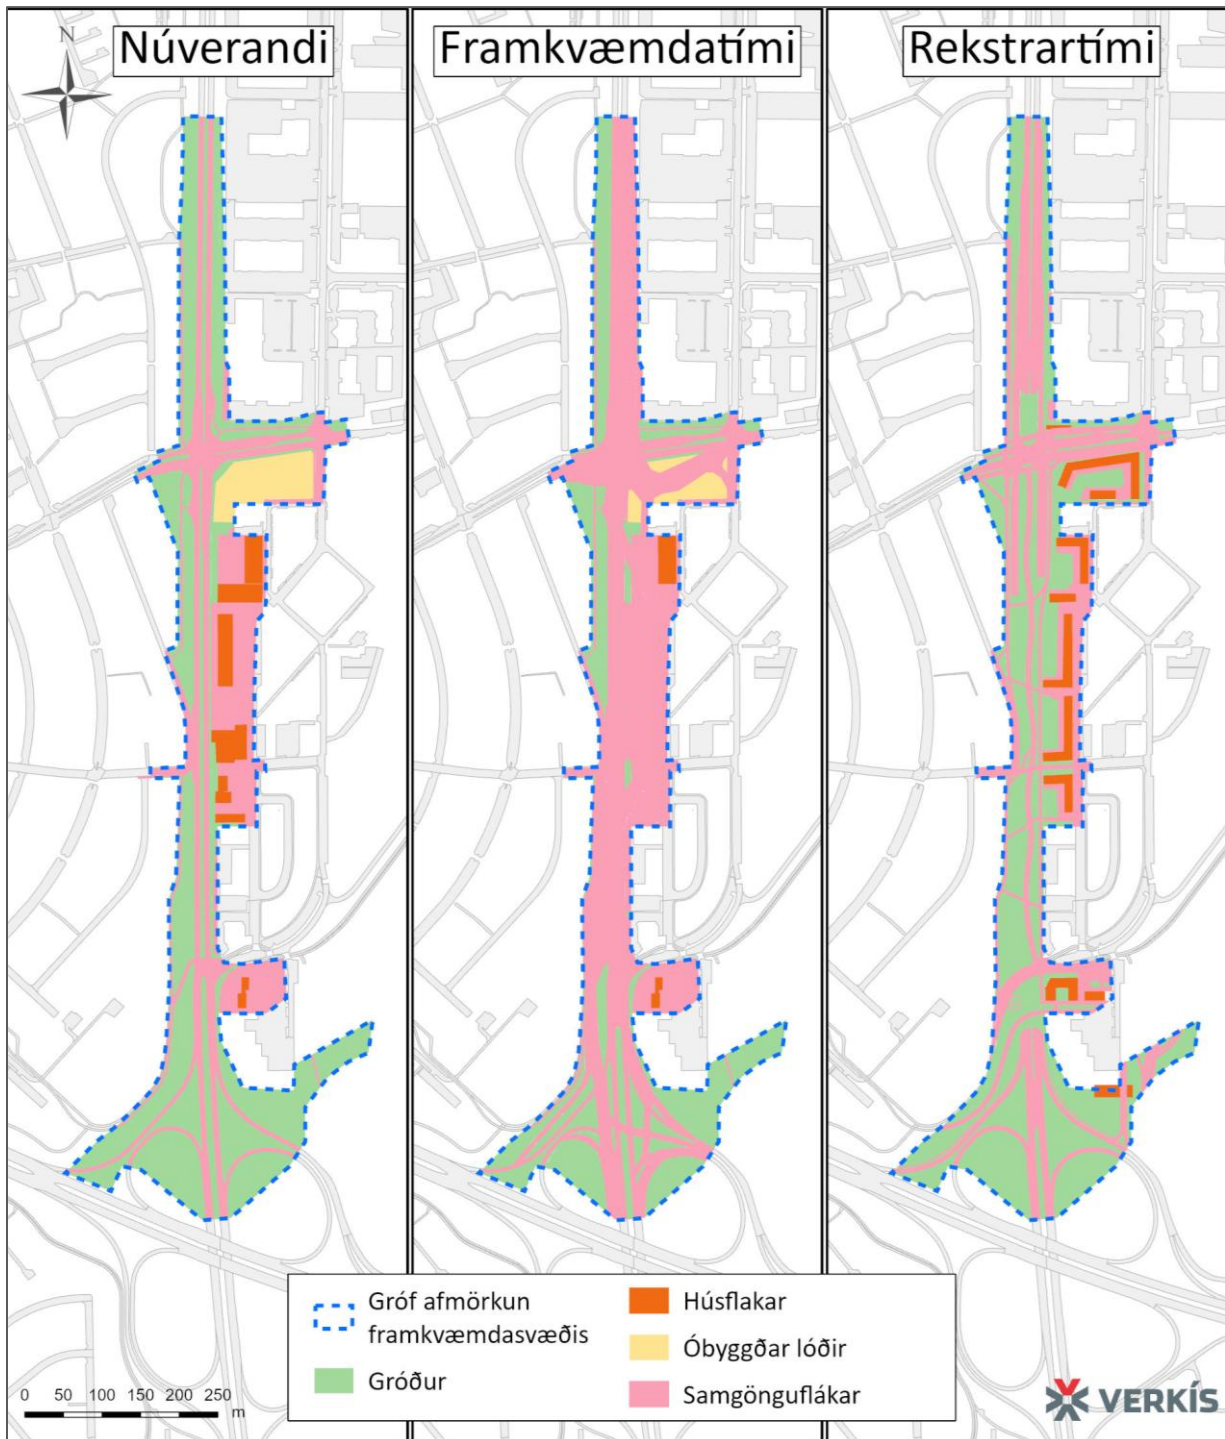 Núverandi
Framkvæmdatími
Rekstrartími
N
Gróf afmörkun
framkvæmdasvæðis
Gróður
Húsflakar
Óbyggðar lóðir
Samgönguflákar
0 50 100 150 200 250
m
VERKÍS